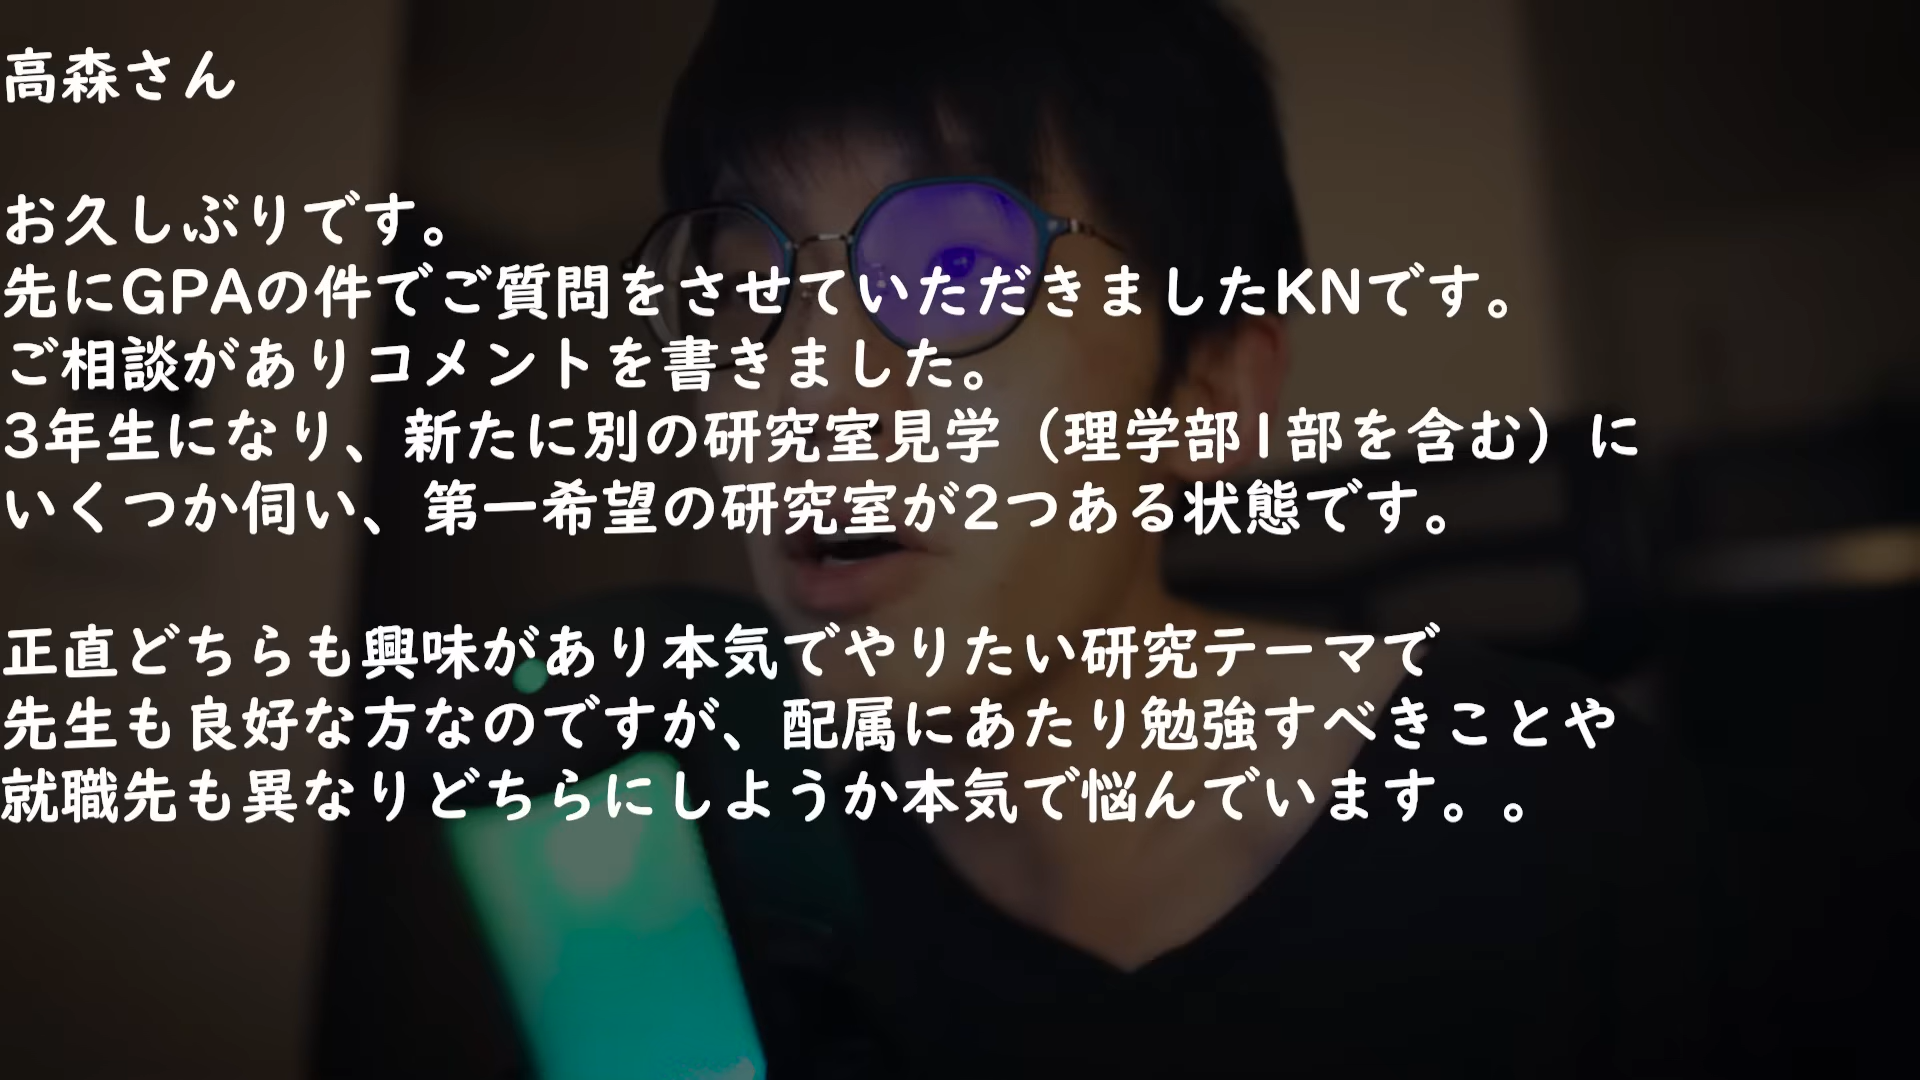 高森さん
お久しぶりです。
先にGPAの件でご質問をさせていただきましたKNです。
ご相談がありコメントを書きました。
3年生になり、新たに別の研究室見学（理学部1部を含む）に
いくつか伺い、第一希望の研究室が2つある状態です。
正直どちらも興味があり本気でやりたい研究テーマで
先生も良好な方なのですが、配属にあたり勉強すべきことや
就職先も異なりどちらにしようか本気で悩んでいます。。